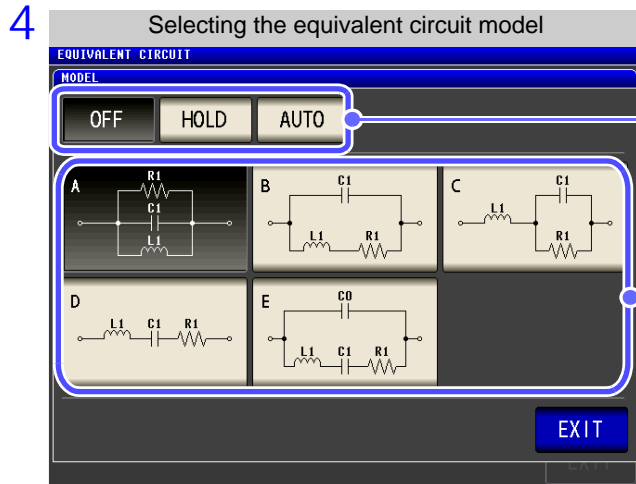 4
Selecting the equivalent circuit model
EQUIVALENT CIRCUIT
MODEL
OFF HOLD AUTO
A R1 C1 L1
B C1 L1 R1
C L1 C1 R1
D L1 C1 R1
E C0 L1 C1 R1
EXIT
EXIT